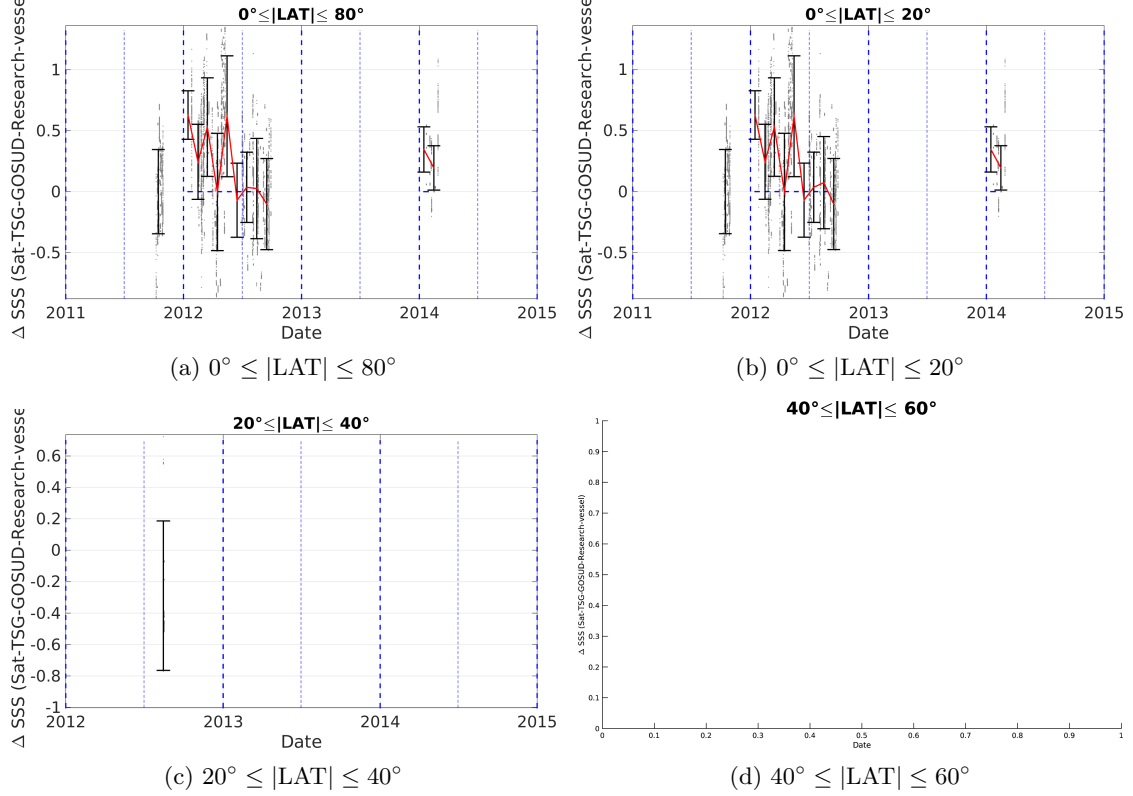 0°≤|LAT|≤ 80°
Δ SSS (Sat-TSG-GOSUD-Research-vesse
1
0.5
0
-0.5
2011 2012 2013 2014 2015
Date
(a) 0° ≤ |LAT| ≤ 80°
0°≤|LAT|≤ 20°
Δ SSS (Sat-TSG-GOSUD-Research-vesse
1
0.5
0
-0.5
2011 2012 2013 2014 2015
Date
(b) 0° ≤ |LAT| ≤ 20°
20°≤|LAT|≤ 40°
Δ SSS (Sat-TSG-GOSUD-Research-vesse
0.6
0.4
0.2
0
-0.2
-0.4
-0.6
-0.8
-1
2012 2013 2014 2015
Date
(c) 20° ≤ |LAT| ≤ 40°
40°≤|LAT|≤ 60°
Δ SSS (Sat-TSG-GOSUD-Research-vessel)
1
0.9
0.8
0.7
0.6
0.5
0.4
0.3
0.2
0.1
0
0 0.1 0.2 0.3 0.4 0.5 0.6 0.7 0.8 0.9 1
Date
(d) 40° ≤ |LAT| ≤ 60°